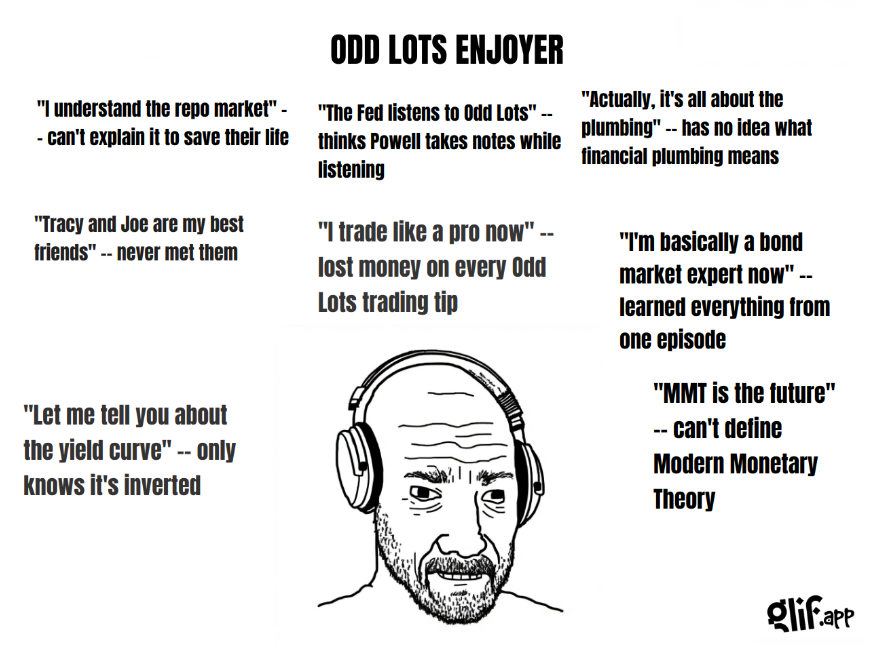 ODD LOTS ENJOYER
"I understand the repo market" -
- can't explain it to save their life
"The Fed listens to Odd Lots" --
thinks Powell takes notes while
listening
"Actually, it's all about the
plumbing" -- has no idea what
financial plumbing means
"Tracy and Joe are my best
friends" -- never met them
"I trade like a pro now" --
lost money on every Odd
Lots trading tip
"I'm basically a bond
market expert now" --
learned everything from
one episode
"Let me tell you about
the yield curve" -- only
knows it's inverted
"MMT is the future"
-- can't define
Modern Monetary
Theory
glif.app